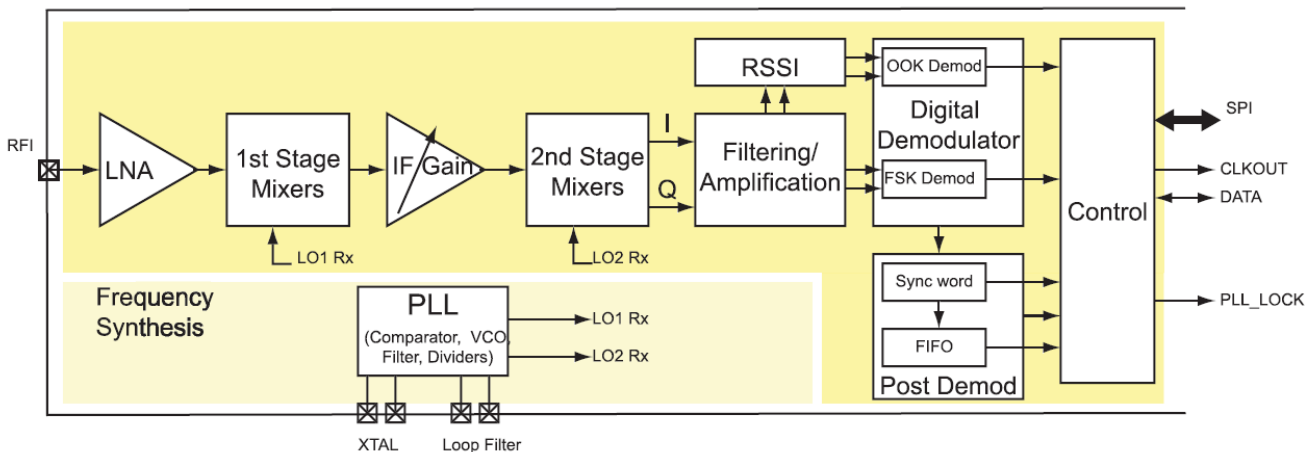 RFI
LNA
1st Stage
Mixers
LO1 Rx
IF Gain
2nd Stage
Mixers
LO2 Rx
I
Q
RSSI
Filtering/
Amplification
OOK Demod
Digital
Demodulator
FSK Demod
Sync word
FIFO
Post Demod
Control
SPI
CLKOUT
DATA
PLL_LOCK
Frequency
Synthesis
PLL
(Comparator, VCO,
Filter, Dividers)
LO1 Rx
LO2 Rx
XTAL
Loop Filter